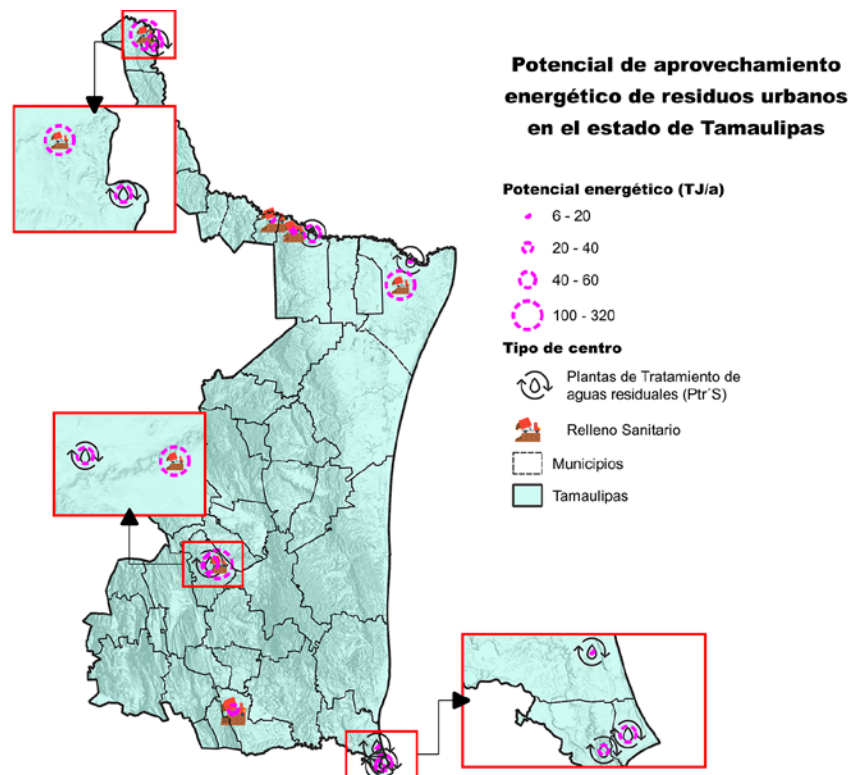 Potencial de aprovechamiento
energético de residuos urbanos
en el estado de Tamaulipas
Potencial energético (TJ/a)
6 - 20
20 - 40
40 - 60
100 - 320
Tipo de centro
Plantas de Tratamiento de
aguas residuales (Ptr´S)
Relleno Sanitario
Municipios
Tamaulipas